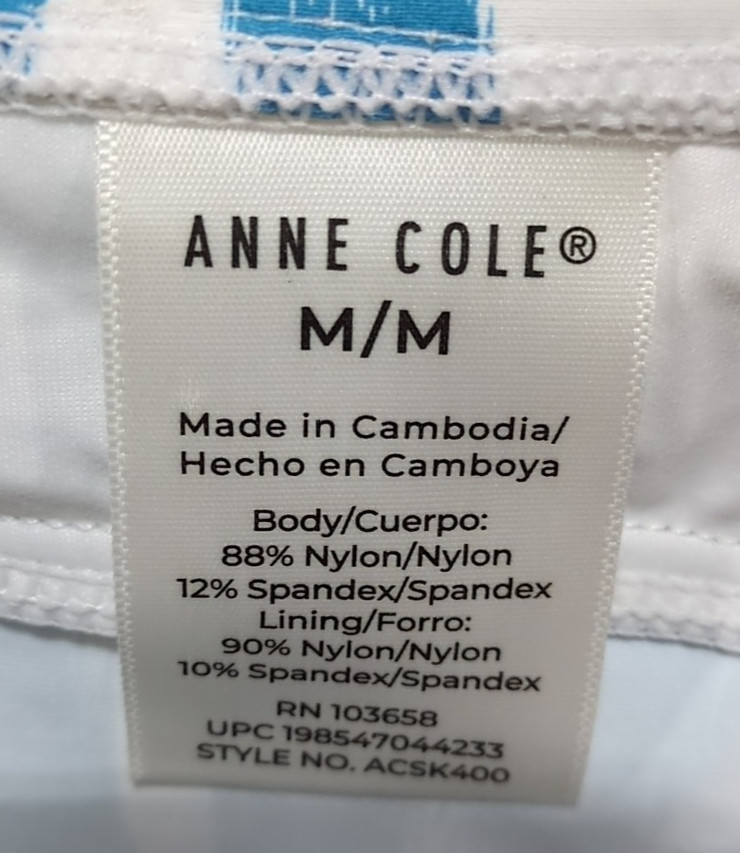 ANNE COLE®
M/M
Made in Cambodia/
Hecho en Camboya
Body/Cuerpo:
88% Nylon/Nylon
12% Spandex/Spandex
Lining/Forro:
90% Nylon/Nylon
10% Spandex/Spandex
RN 103658
UPC 198547044233
STYLE NO. ACSK400